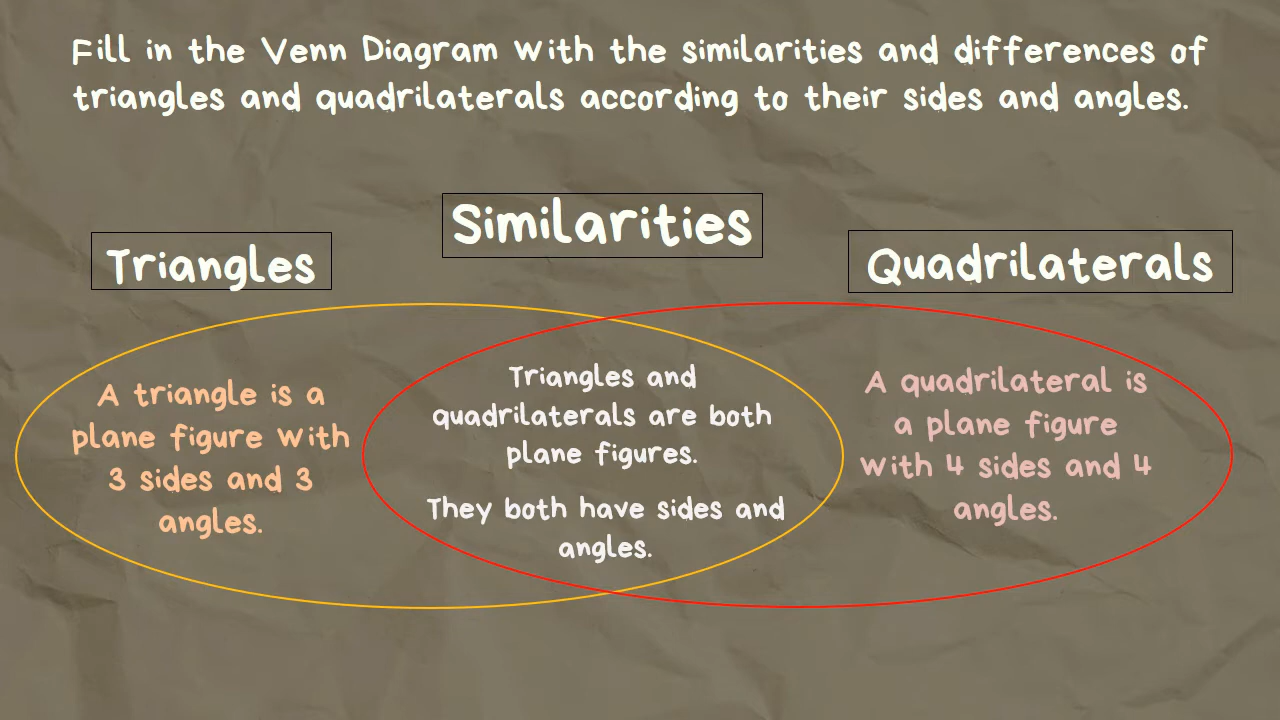 Fill in the Venn Diagram with the similarities and differences of
triangles and quadrilaterals according to their sides and angles.
Similarities
Triangles
Quadrilaterals
A triangle is a
plane figure with
3 sides and 3
angles.
Triangles and
quadrilaterals are both
plane figures.
They both have sides and
angles.
A quadrilateral is
a plane figure
with 4 sides and 4
angles.